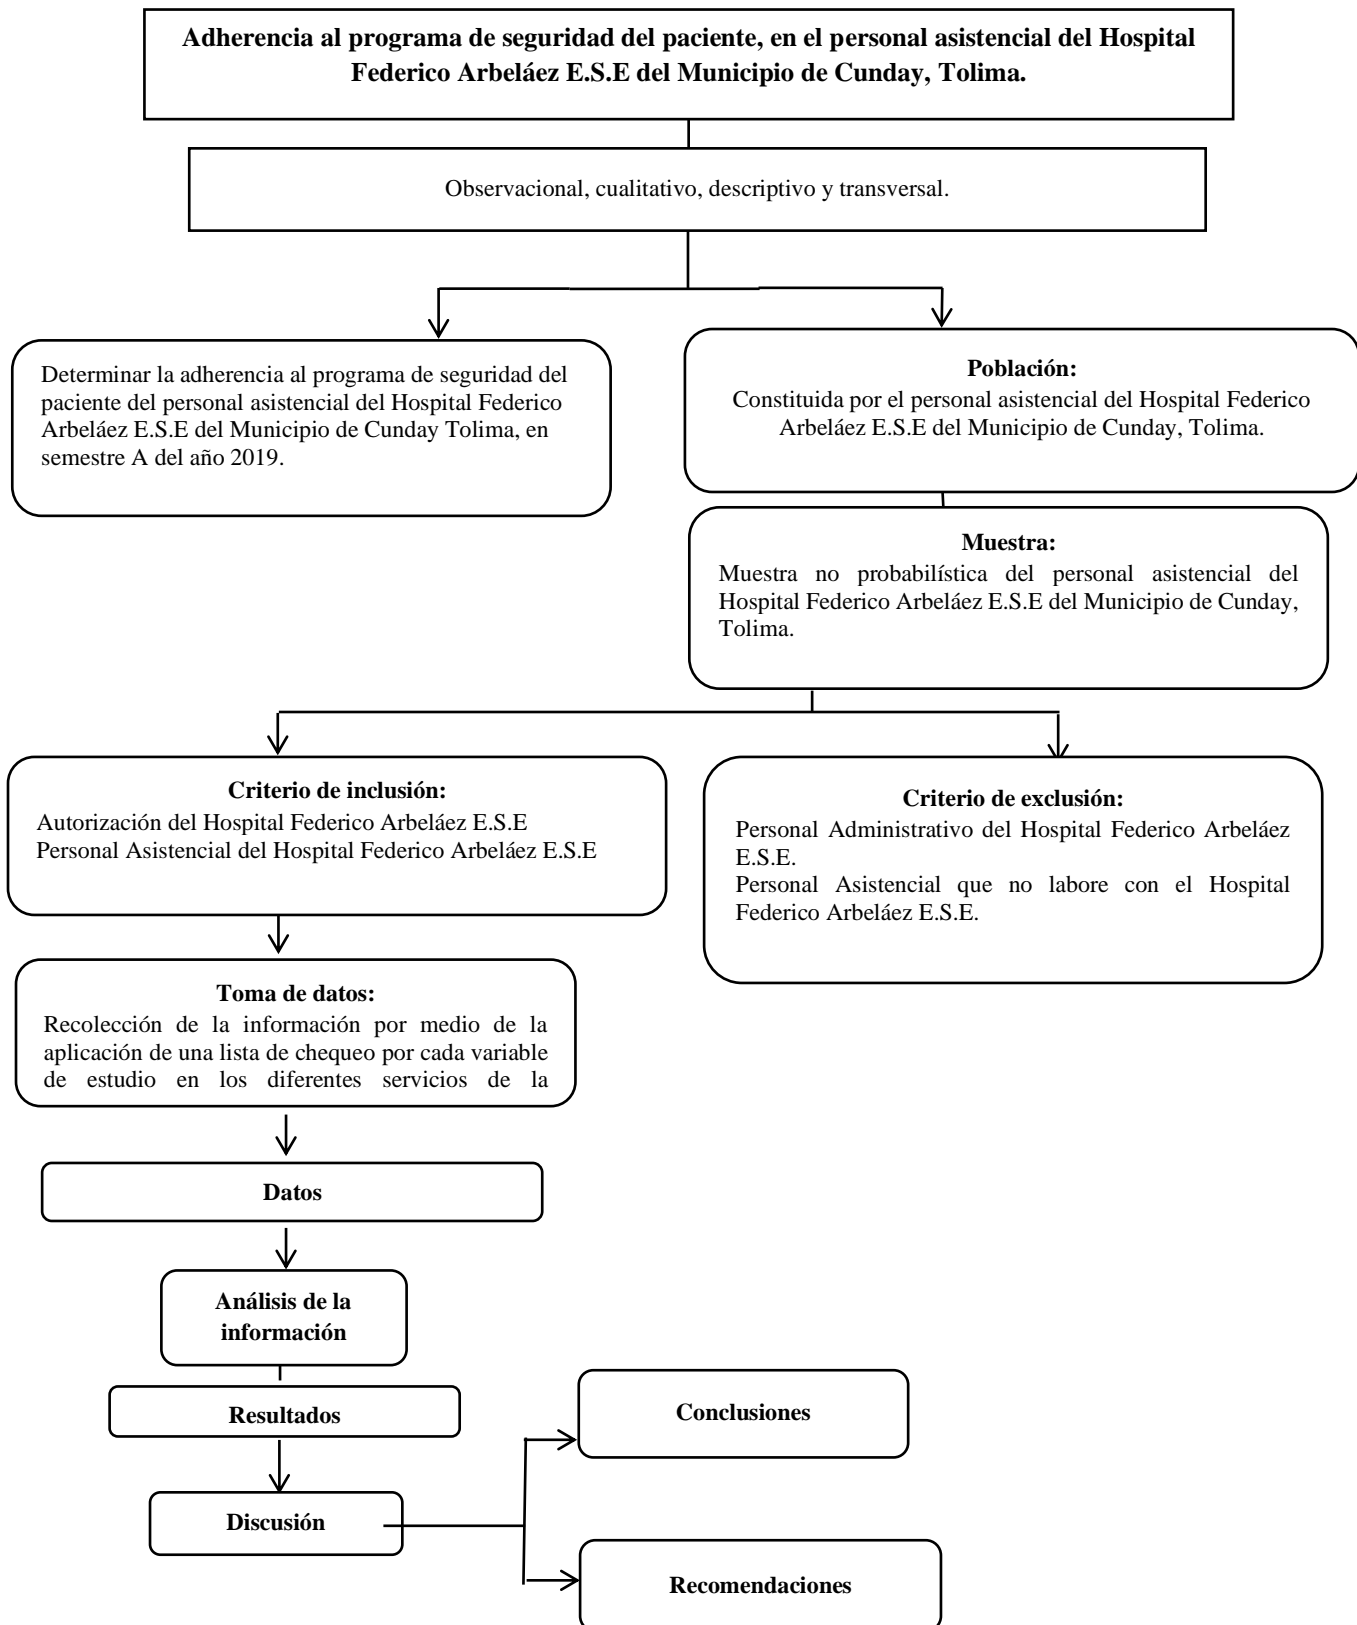 Adherencia al programa de seguridad del paciente, en el personal asistencial del Hospital
Federico Arbeláez E.S.E del Municipio de Cunday, Tolima.
Observacional, cualitativo, descriptivo y transversal.
Determinar la adherencia al programa de seguridad del
paciente del personal asistencial del Hospital Federico
Arbeláez E.S.E del Municipio de Cunday Tolima, en
semestre A del año 2019.
Población:
Constituida por el personal asistencial del Hospital Federico
Arbeláez E.S.E del Municipio de Cunday, Tolima.
Muestra:
Muestra no probabilística del personal asistencial del
Hospital Federico Arbeláez E.S.E del Municipio de Cunday,
Tolima.
Criterio de inclusión:
Autorización del Hospital Federico Arbeláez E.S.E
Personal Asistencial del Hospital Federico Arbeláez E.S.E
Criterio de exclusión:
Personal Administrativo del Hospital Federico Arbeláez
E.S.E.
Personal Asistencial que no labore con el Hospital
Federico Arbeláez E.S.E.
Toma de datos:
Recolección de la información por medio de la
aplicación de una lista de chequeo por cada variable
de estudio en los diferentes servicios de la
Datos
Análisis de la
información
Resultados
Conclusiones
Discusión
Recomendaciones